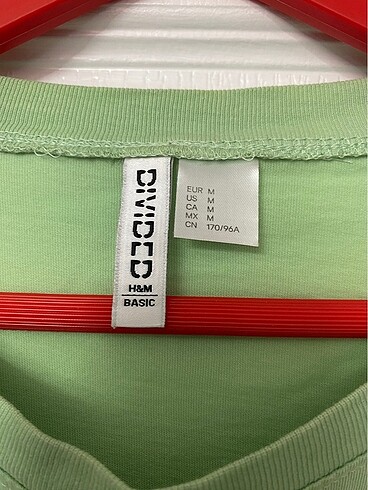 DIVIDED
H&M
BASIC
EUR M
US M
CA M
MX M
CN 170/96A